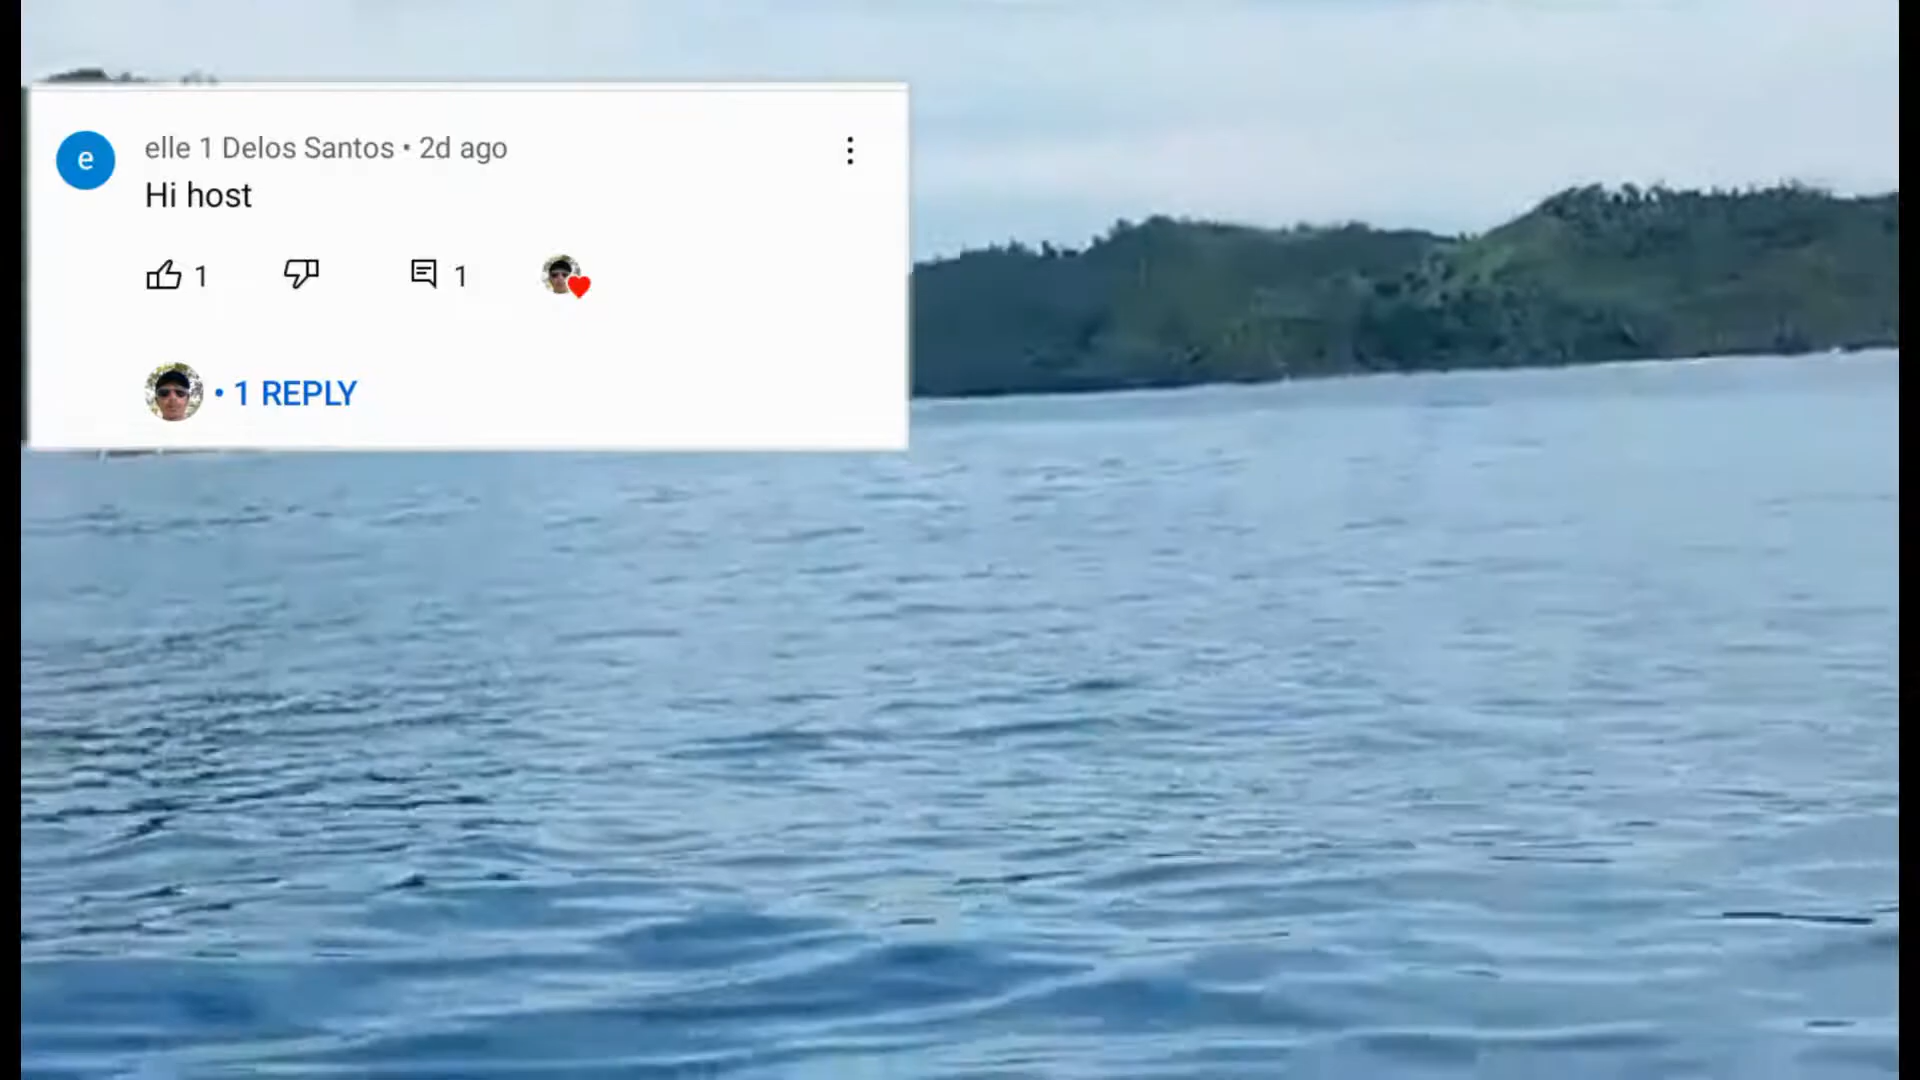 e
elle 1 Delos Santos • 2d ago
Hi host
1
1
• 1 REPLY